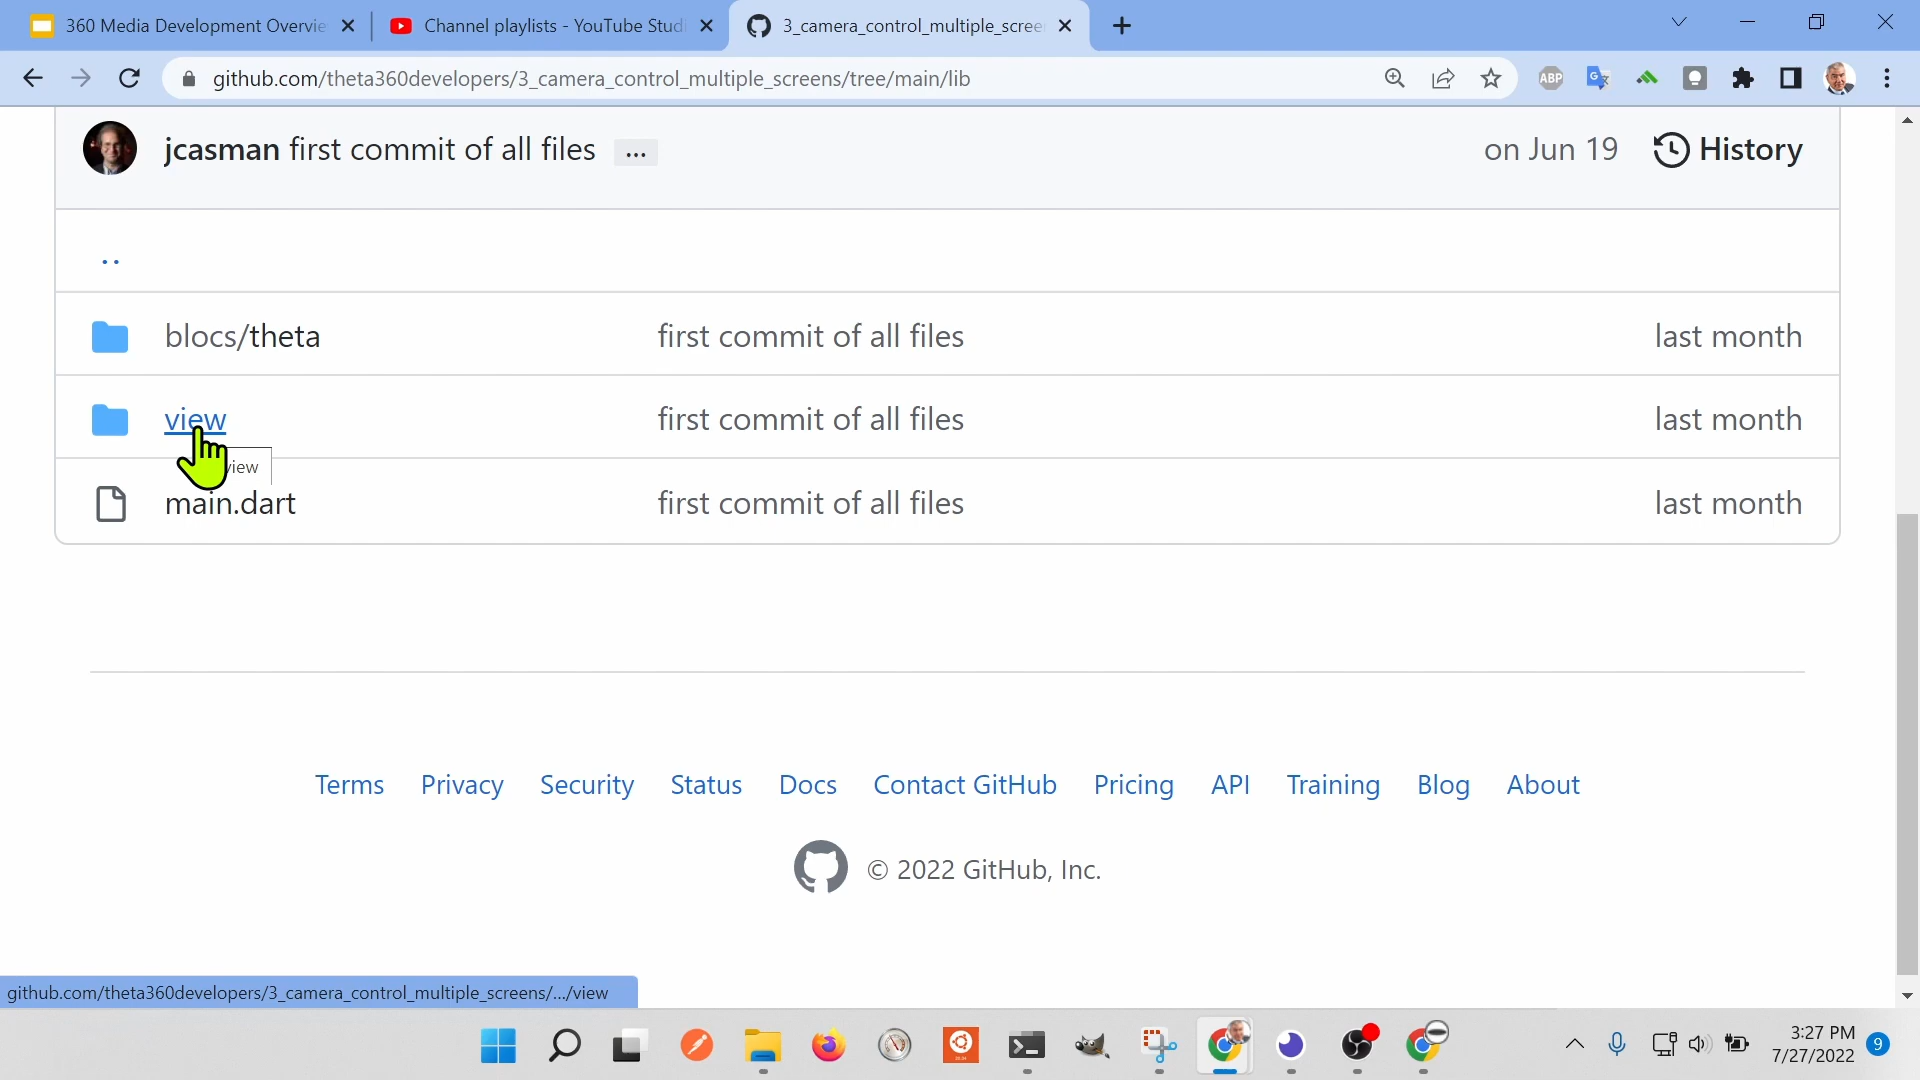 360 Media Development Overvie
Channel playlists - YouTube Studi
3_camera_control_multiple_scree
github.com/theta360developers/3_camera_control_multiple_screens/tree/main/lib
ABP
jcasman first commit of all files ...
on Jun 19 History
..
blocs/theta first commit of all files last month
view first commit of all files last month
view
main.dart first commit of all files last month
Terms Privacy Security Status Docs Contact GitHub Pricing API Training Blog About
© 2022 GitHub, Inc.
github.com/theta360developers/3_camera_control_multiple_screens/.../view
3:27 PM
7/27/2022 9